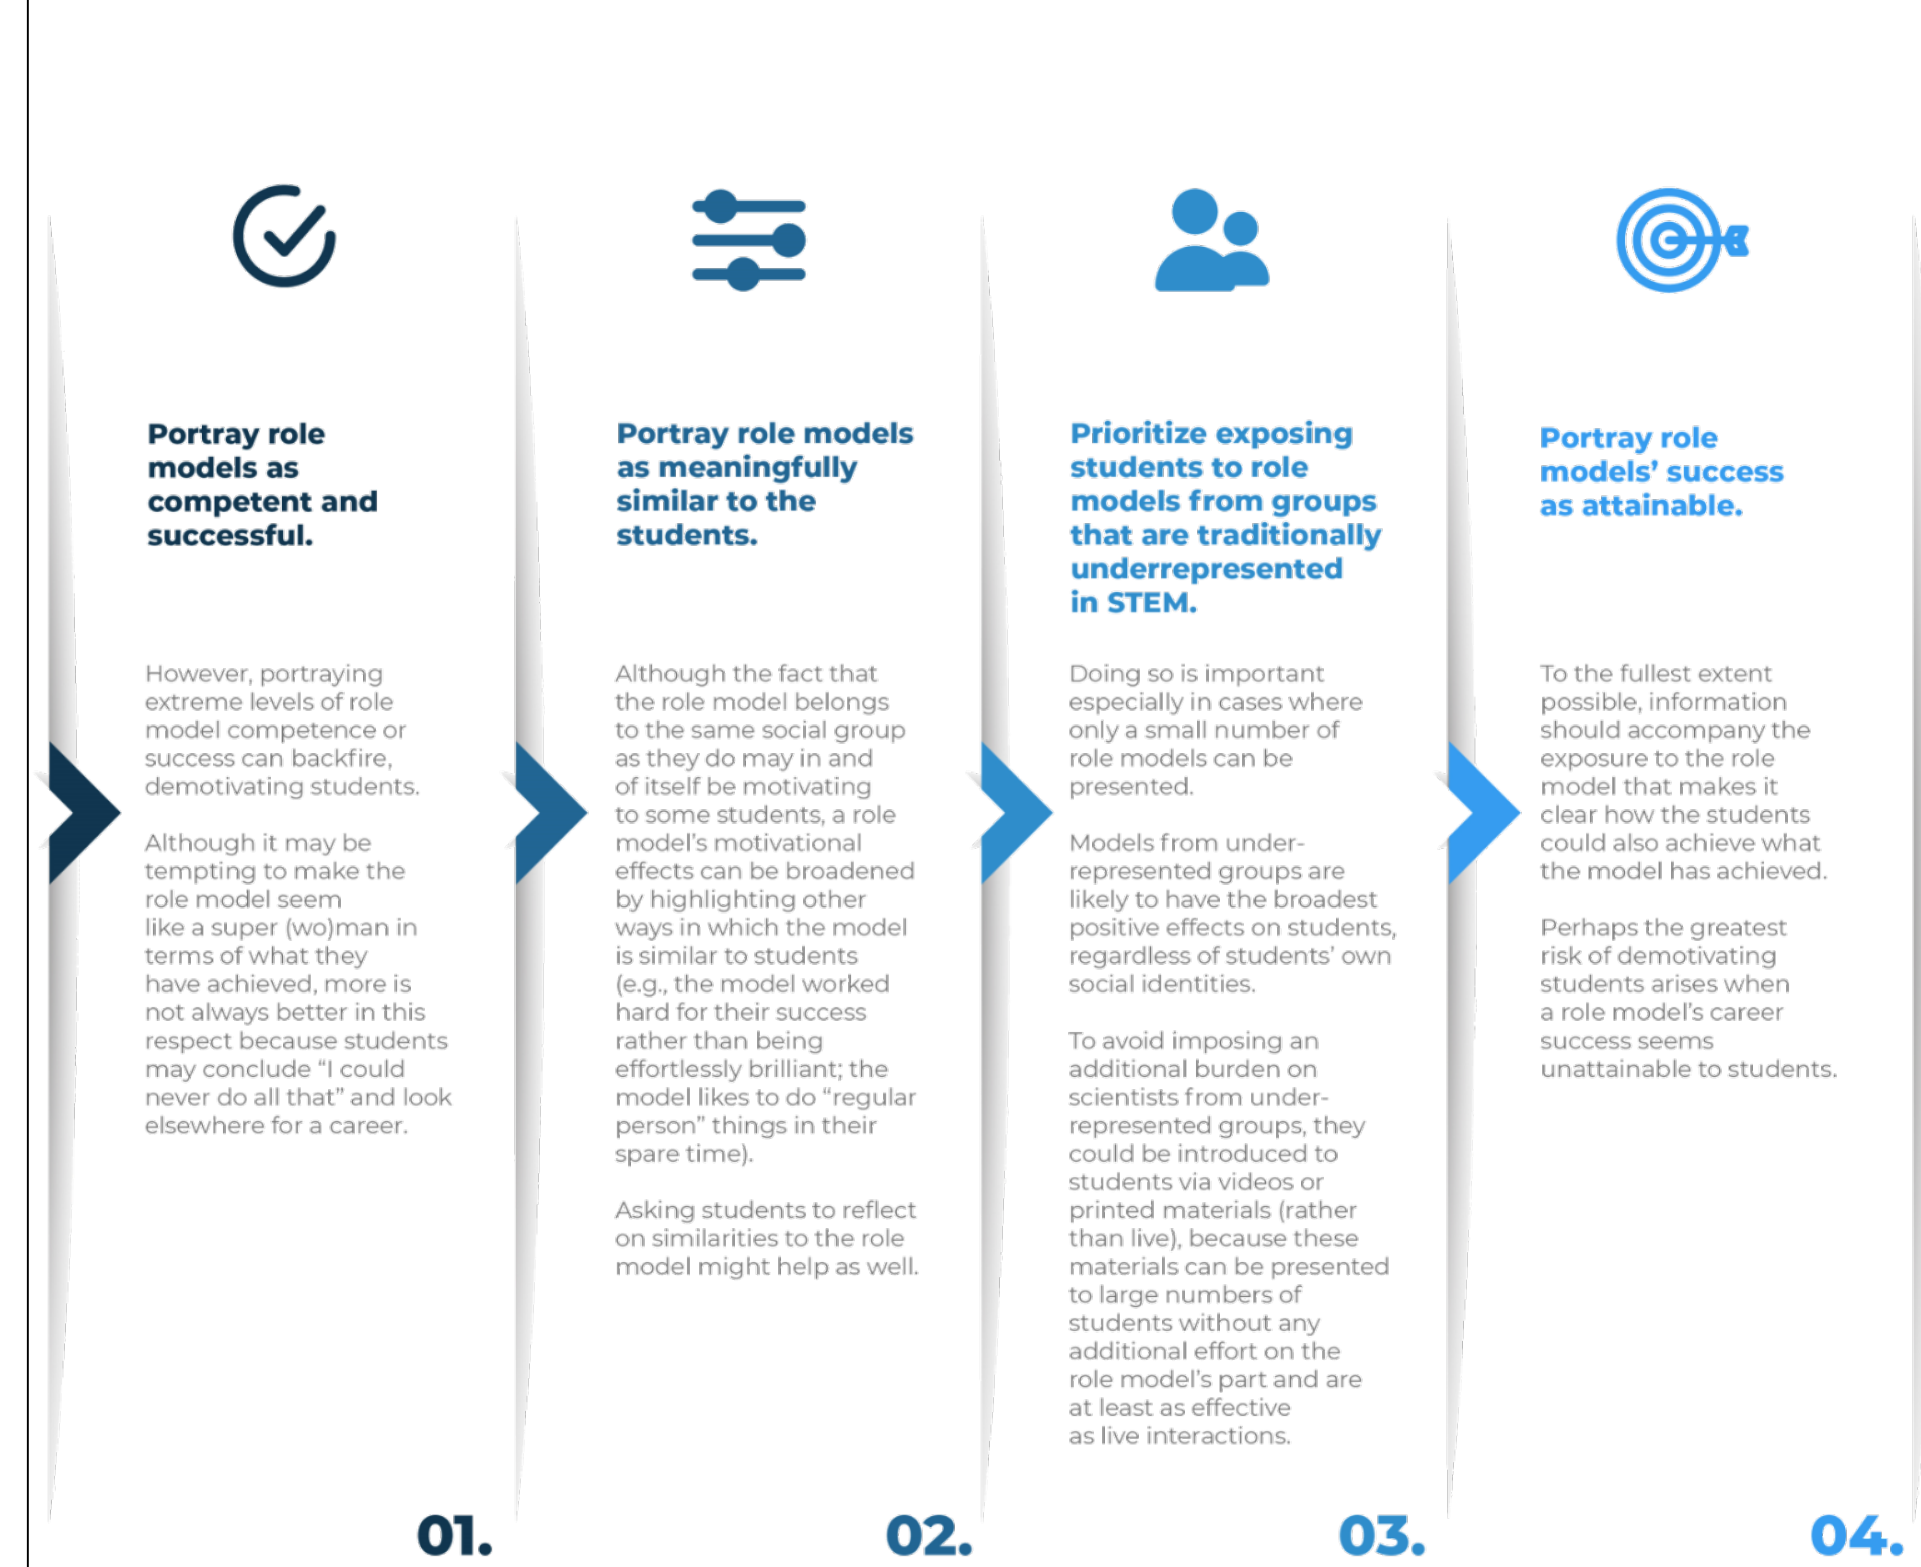 Portray role
models as
competent and
successful.
However, portraying
extreme levels of role
model competence or
success can backfire,
demotivating students.
Although it may be
tempting to make the
role model seem
like a super (wo)man in
terms of what they
have achieved, more is
not always better in this
respect because students
may conclude “I could
never do all that” and look
elsewhere for a career.
01.
Portray role models
as meaningfully
similar to the
students.
Although the fact that
the role model belongs
to the same social group
as they do may in and
of itself be motivating
to some students, a role
model’s motivational
effects can be broadened
by highlighting other
ways in which the model
is similar to students
(e.g., the model worked
hard for their success
rather than being
effortlessly brilliant; the
model likes to do “regular
person” things in their
spare time).
Asking students to reflect
on similarities to the role
model might help as well.
02.
Prioritize exposing
students to role
models from groups
that are traditionally
underrepresented
in STEM.
Doing so is important
especially in cases where
only a small number of
role models can be
presented.
Models from under-
represented groups are
likely to have the broadest
positive effects on students,
regardless of students’ own
social identities.
To avoid imposing an
additional burden on
scientists from under-
represented groups, they
could be introduced to
students via videos or
printed materials (rather
than live), because these
materials can be presented
to large numbers of
students without any
additional effort on the
role model’s part and are
at least as effective
as live interactions.
03.
Portray role
models’ success
as attainable.
To the fullest extent
possible, information
should accompany the
exposure to the role
model that makes it
clear how the students
could also achieve what
the model has achieved.
Perhaps the greatest
risk of demotivating
students arises when
a role model’s career
success seems
unattainable to students.
04.